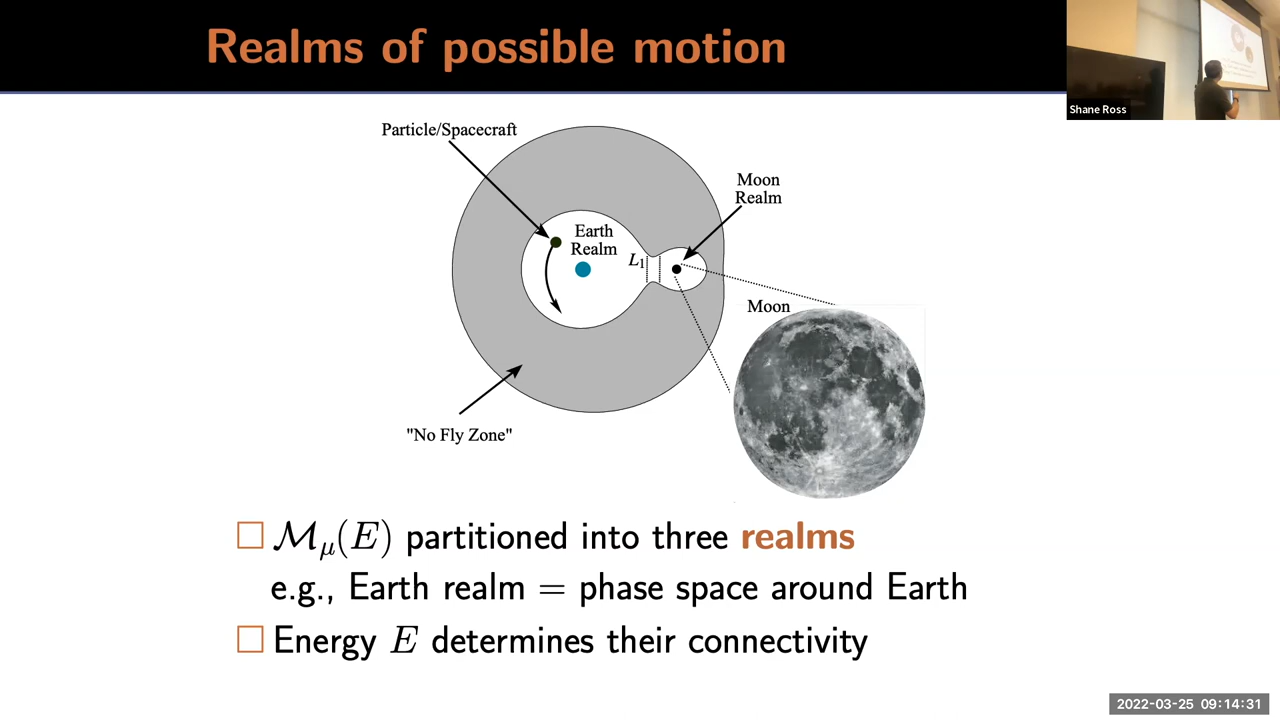 Realms of possible motion
Shane Ross
Particle/Spacecraft
Moon
Realm
Earth
Realm
L₁
Moon
"No Fly Zone"
□ ℳ_μ(E) partitioned into three realms
e.g., Earth realm = phase space around Earth
□ Energy E determines their connectivity
2022-03-25 09:14:31